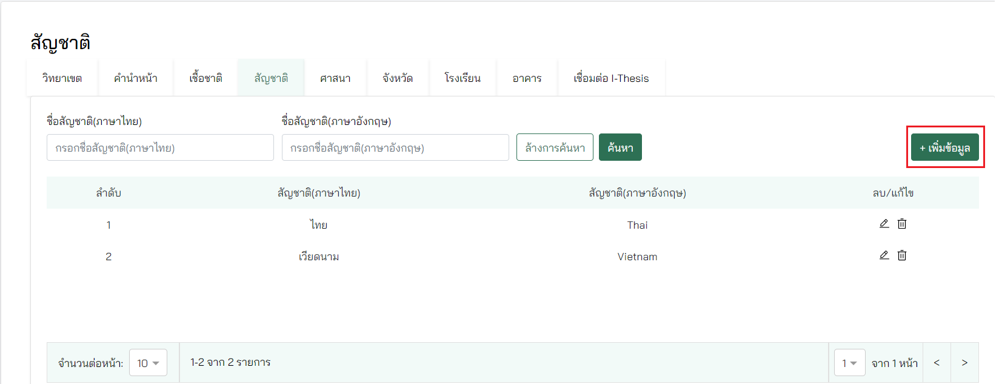 สัญชาติ
วิทยาเขต คำนำหน้า เชื้อชาติ สัญชาติ ศาสนา จังหวัด โรงเรียน อาคาร เชื่อมต่อ I-Thesis
ชื่อสัญชาติ(ภาษาไทย) ชื่อสัญชาติ(ภาษาอังกฤษ)
กรอกชื่อสัญชาติ(ภาษาไทย) กรอกชื่อสัญชาติ(ภาษาอังกฤษ) ล้างการค้นหา ค้นหา + เพิ่มข้อมูล
ลำดับ สัญชาติ(ภาษาไทย) สัญชาติ(ภาษาอังกฤษ) ลบ/แก้ไข
1 ไทย Thai
2 เวียดนาม Vietnam
จำนวนต่อหน้า: 10 1-2 จาก 2 รายการ 1 จาก 1 หน้า < >